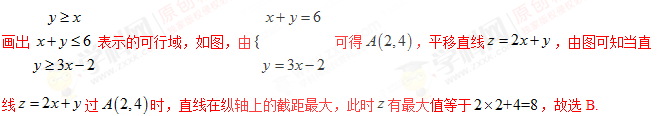 y ≥ x
画出 x + y ≤ 6 表示的可行域，如图，由{ x + y = 6
y = 3x − 2 可得 A(2,4)，平移直线 z = 2x + y，由图可知当直
y ≥ 3x − 2
线 z = 2x + y 过 A(2,4) 时，直线在纵轴上的截距最大，此时 z 有最大值等于 2×2+4=8，故选 B.